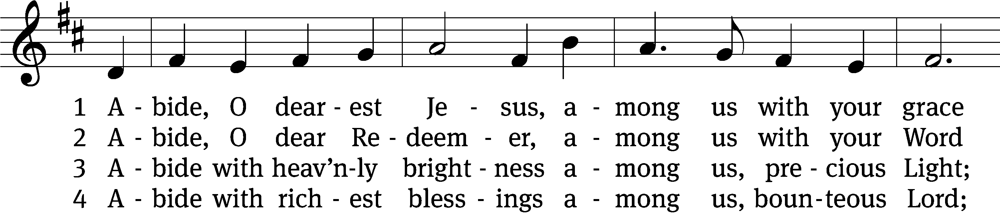 1 A - bide, O dear - est Je - sus, a - mong us with your grace
2 A - bide, O dear Re - deem - er, a - mong us with your Word
3 A - bide with heav’n-ly bright - ness a - mong us, pre - cious Light;
4 A - bide with rich - est bless - ings a - mong us, boun - teous Lord;